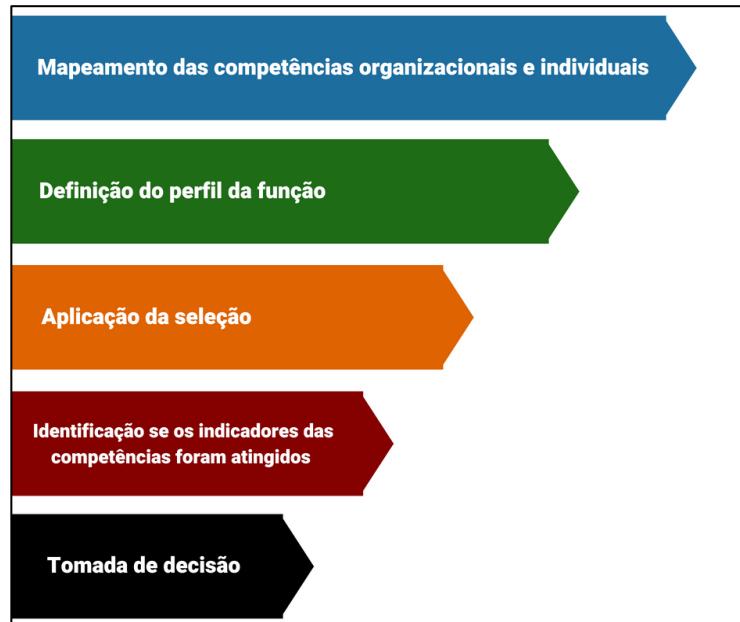 Mapeamento das competências organizacionais e individuais
Definição do perfil da função
Aplicação da seleção
Identificação se os indicadores das
competências foram atingidos
Tomada de decisão